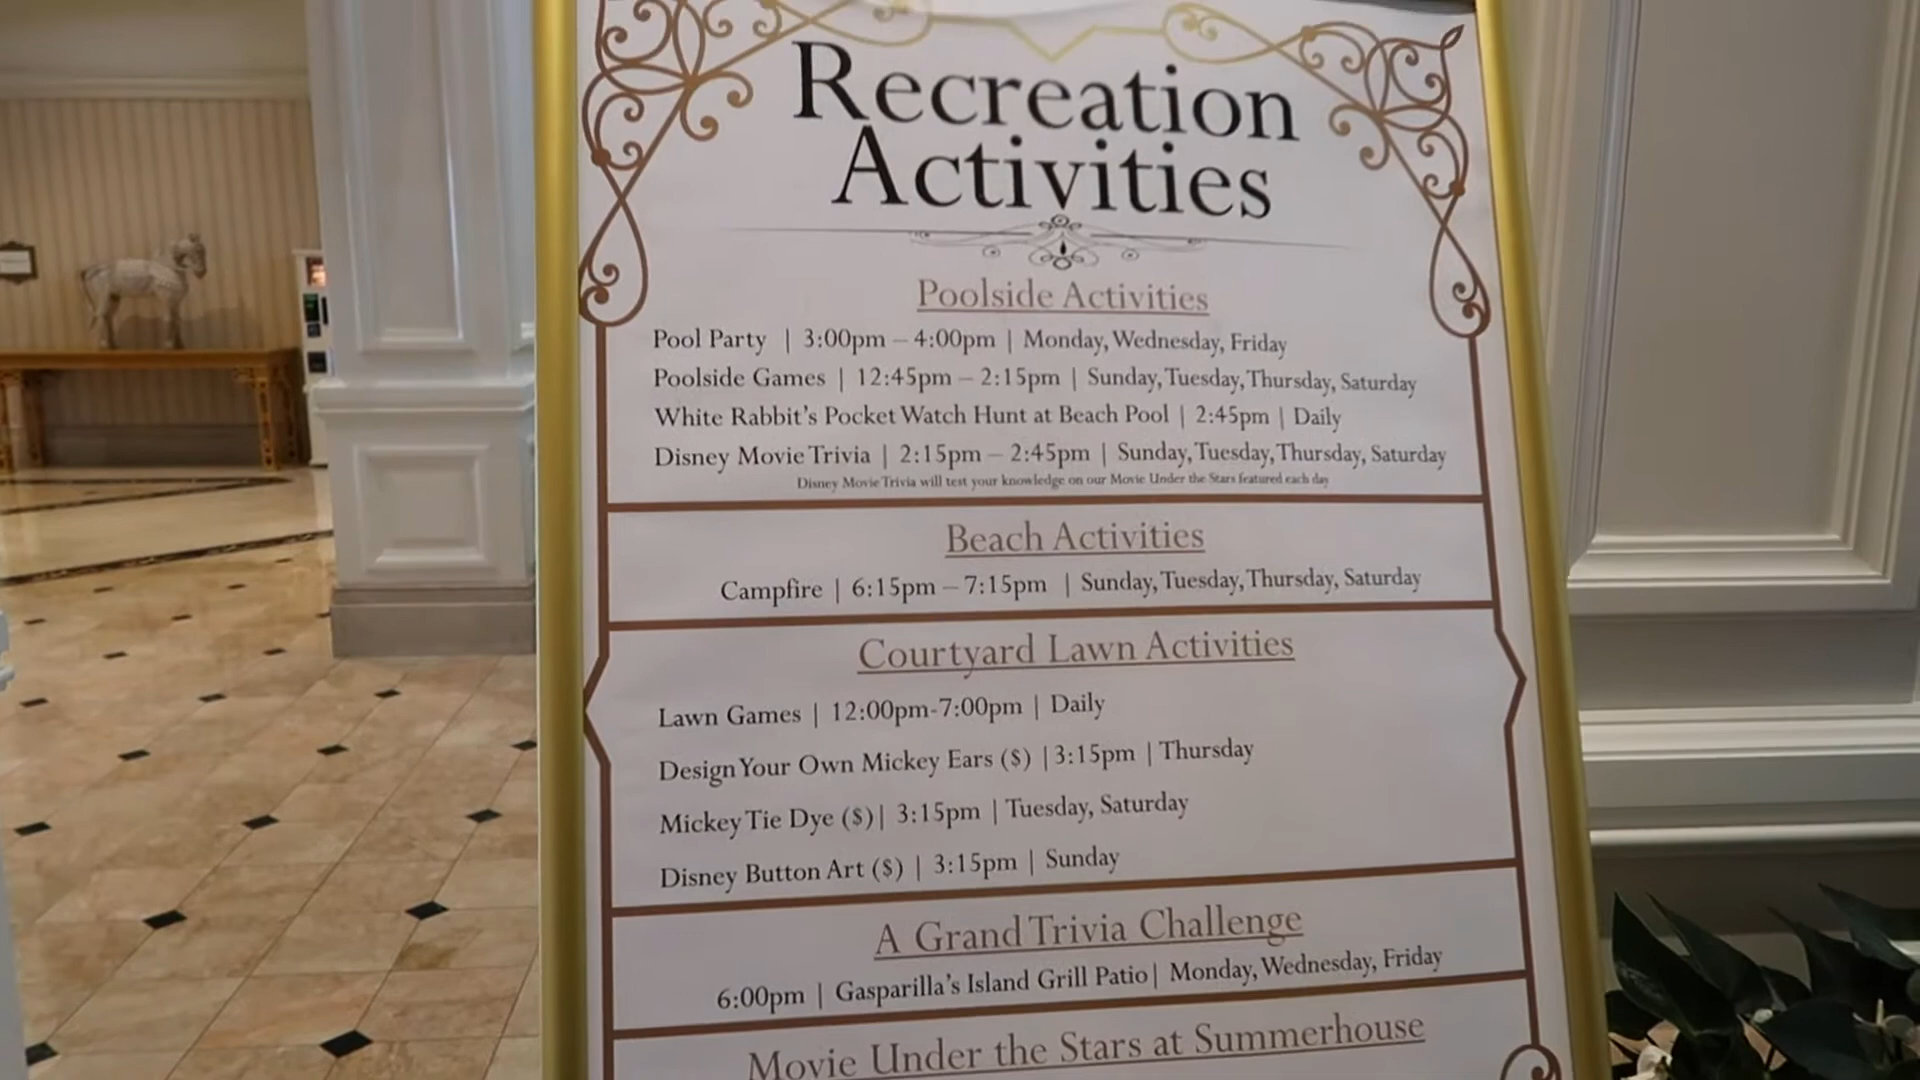 Recreation
Activities
Poolside Activities
Pool Party | 3:00pm – 4:00pm | Monday, Wednesday, Friday
Poolside Games | 12:45pm – 2:15pm | Sunday, Tuesday, Thursday, Saturday
White Rabbit's Pocket Watch Hunt at Beach Pool | 2:45pm | Daily
Disney Movie Trivia | 2:15pm – 2:45pm | Sunday, Tuesday, Thursday, Saturday
Disney Movie Trivia will test your knowledge on our Movie Under the Stars featured each day
Beach Activities
Campfire | 6:15pm – 7:15pm | Sunday, Tuesday, Thursday, Saturday
Courtyard Lawn Activities
Lawn Games | 12:00pm-7:00pm | Daily
Design Your Own Mickey Ears ($) | 3:15pm | Thursday
Mickey Tie Dye ($) | 3:15pm | Tuesday, Saturday
Disney Button Art ($) | 3:15pm | Sunday
A Grand Trivia Challenge
6:00pm | Gasparilla's Island Grill Patio | Monday, Wednesday, Friday
Movie Under the Stars at Summerhouse